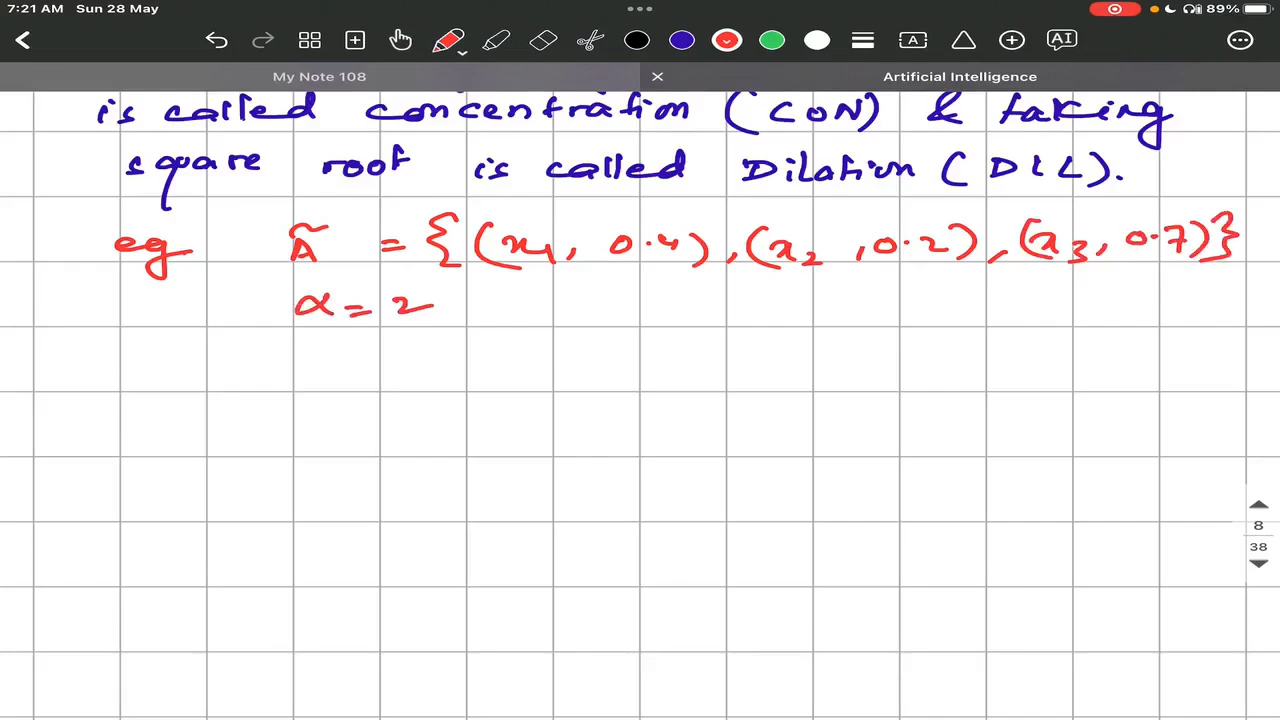 7:21 AM Sun 28 May
89%
A
AI
My Note 108
Artificial Intelligence
is called concentration (CON) & taking
square root is called Dilation (DIL).
eg Ã = {(x1, 0.4), (x2, 0.2), (x3, 0.7)}
α = 2
8
38